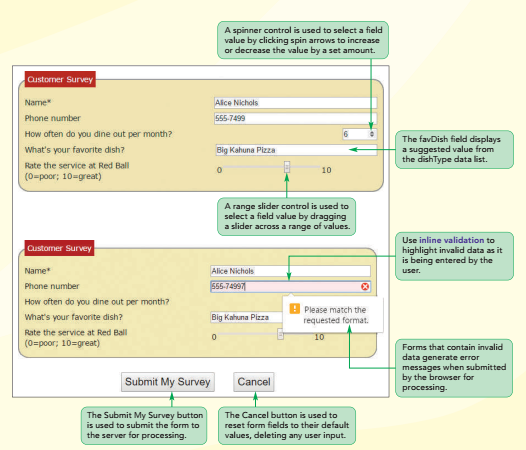 A spinner control is used to select a field
value by clicking spin arrows to increase
or decrease the value by a set amount.
Customer Survey
Name*
Alice Nichols
Phone number
555-7499
How often do you dine out per month?
6
What's your favorite dish?
Big Kahuna Pizza
Rate the service at Red Ball
(0=poor; 10=great)
0
10
The favDish field displays
a suggested value from
the dishType data list.
A range slider control is used to
select a field value by dragging
a slider across a range of values.
Customer Survey
Name*
Alice Nichols
Phone number
555-74997
How often do you dine out per month?
What's your favorite dish?
Big Kahuna Pizza
Rate the service at Red Ball
(0=poor; 10=great)
0
10
Please match the
requested format.
Use inline validation to
highlight invalid data as it
is being entered by the
user.
Forms that contain invalid
data generate error
messages when submitted
by the browser for
processing.
Submit My Survey
Cancel
The Submit My Survey button
is used to submit the form to
the server for processing.
The Cancel button is used to
reset form fields to their default
values, deleting any user input.